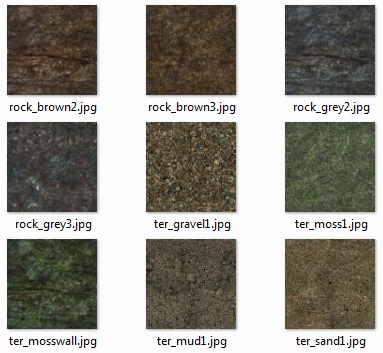 rock_brown2.jpg rock_brown3.jpg rock_grey2.jpg
rock_grey3.jpg ter_gravel1.jpg ter_moss1.jpg
ter_mosswall.jpg ter_mud1.jpg ter_sand1.jpg